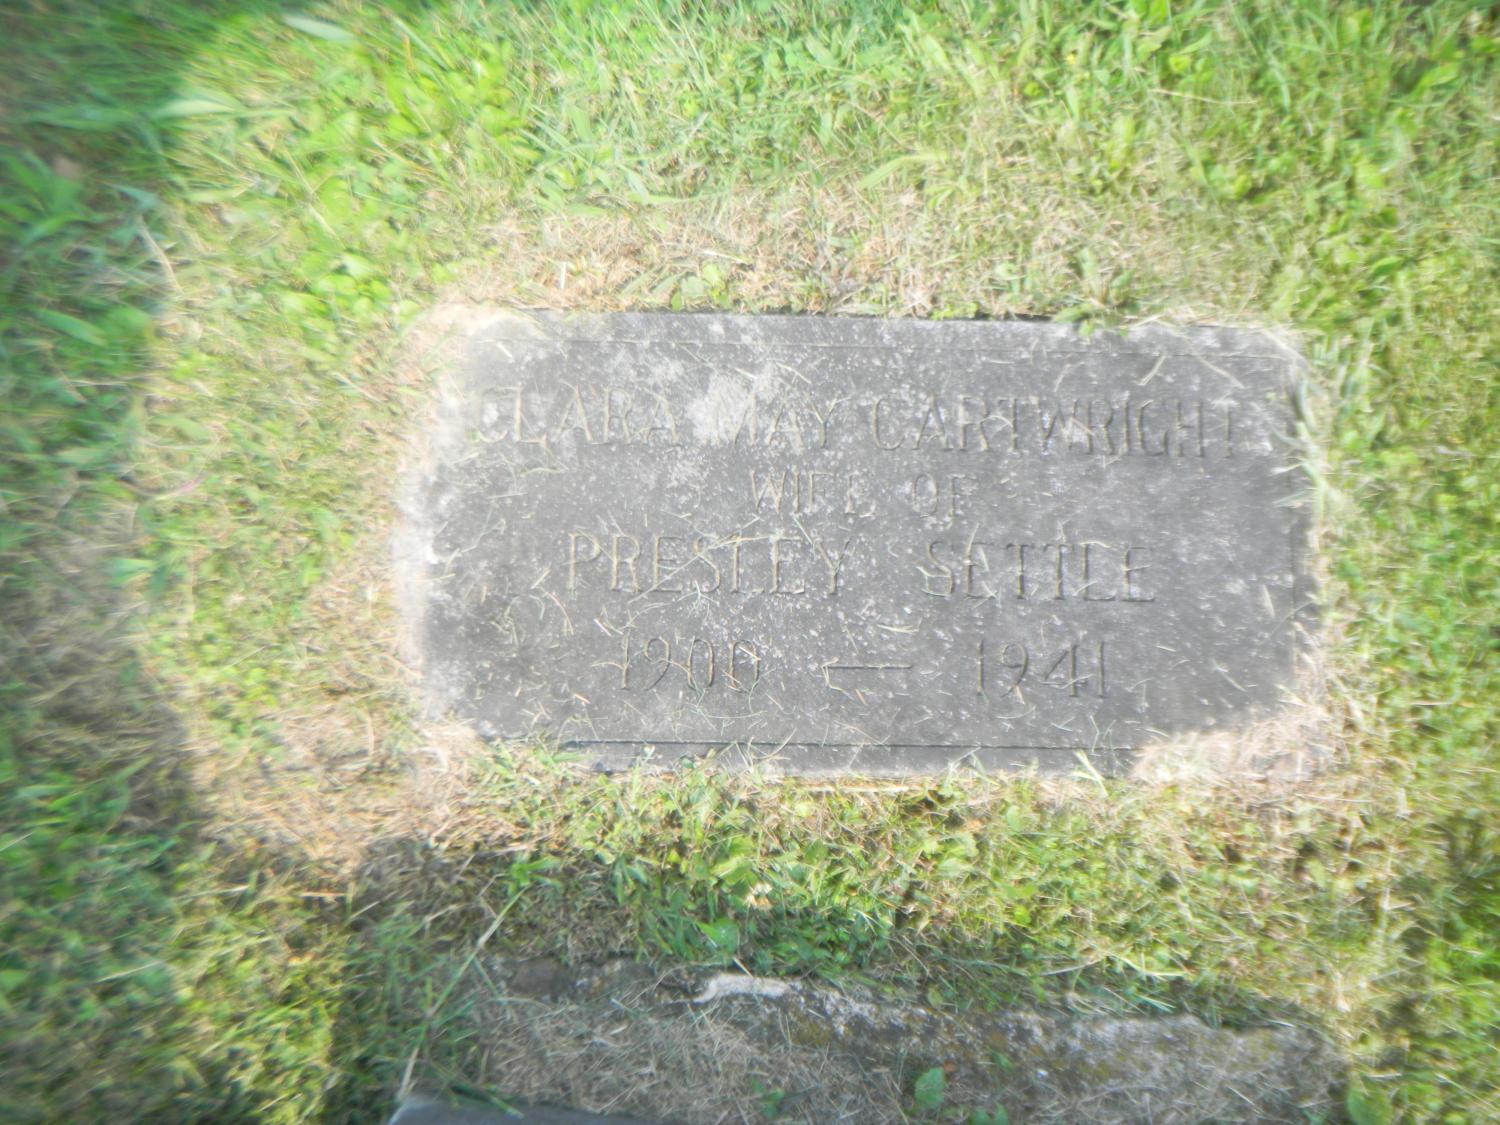 CLARA MAY CARTWRIGHT
WIFE OF
PRESLEY SETTLE
1900 — 1941